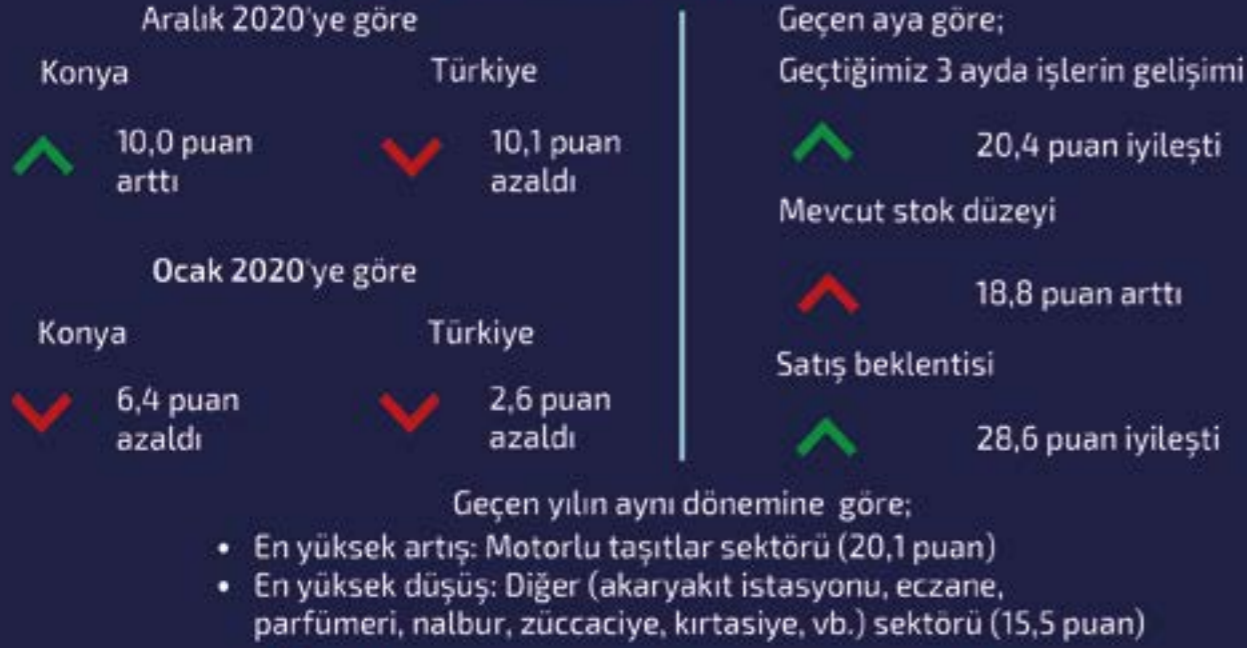 Aralık 2020'ye göre
Konya
Türkiye
10,0 puan
arttı
10,1 puan
azaldı
Ocak 2020'ye göre
Konya
Türkiye
6,4 puan
azaldı
2,6 puan
azaldı
Geçen aya göre;
Geçtiğimiz 3 ayda işlerin gelişimi
20,4 puan iyileşti
Mevcut stok düzeyi
18,8 puan arttı
Satış beklentisi
28,6 puan iyileşti
Geçen yılın aynı dönemine göre;
• En yüksek artış: Motorlu taşıtlar sektörü (20,1 puan)
• En yüksek düşüş: Diğer (akaryakıt istasyonu, eczane,
parfümeri, nalbur, züccaciye, kırtasiye, vb.) sektörü (15,5 puan)